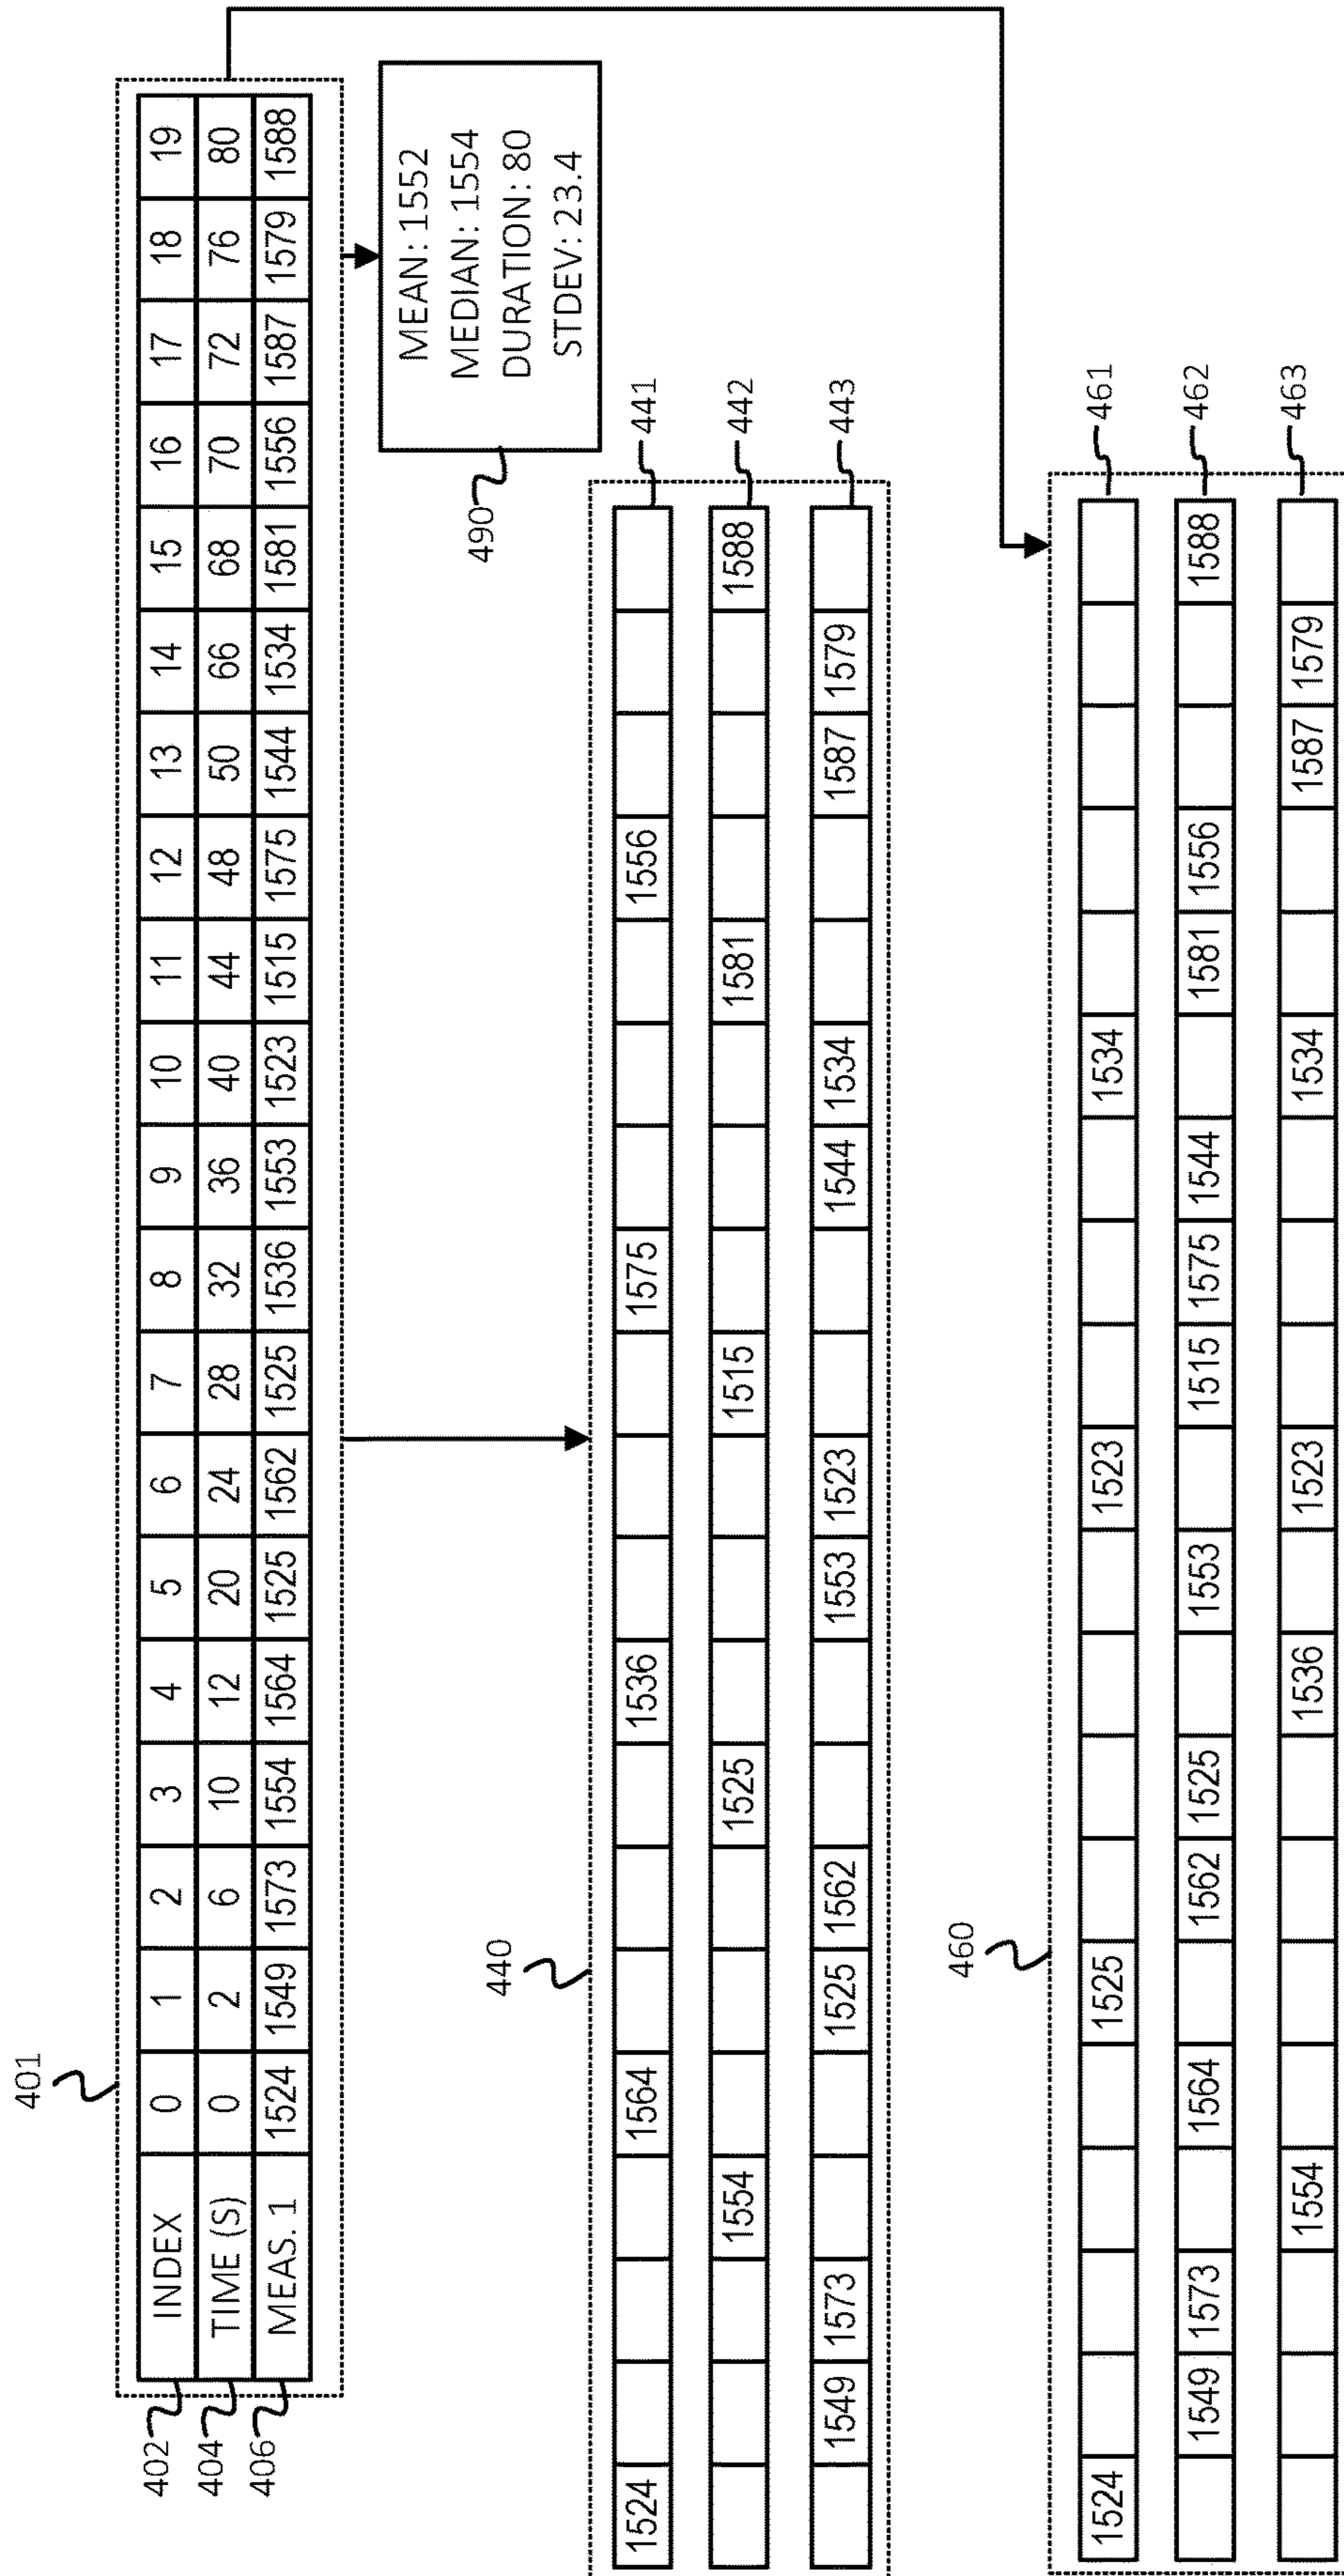 401
402 INDEX 0 1 2 3 4 5 6 7 8 9 10 11 12 13 14 15 16 17 18 19
404 TIME (S) 0 2 6 10 12 20 24 28 32 36 40 44 48 50 66 68 70 72 76 80
406 MEAS. 1 1524 1549 1573 1554 1564 1525 1562 1525 1536 1553 1523 1515 1575 1544 1534 1581 1556 1587 1579 1588
490
MEAN: 1552
MEDIAN: 1554
DURATION: 80
STDEV: 23.4
440
1524 1564 1536 1575 1556 441
1554 1525 1515 1581 1588 442
1549 1573 1525 1562 1553 1523 1544 1534 1587 1579 443
460
1524 1525 1523 1534 461
1549 1573 1564 1562 1525 1553 1515 1575 1544 1581 1556 1588 462
1554 1536 1523 1534 1587 1579 463